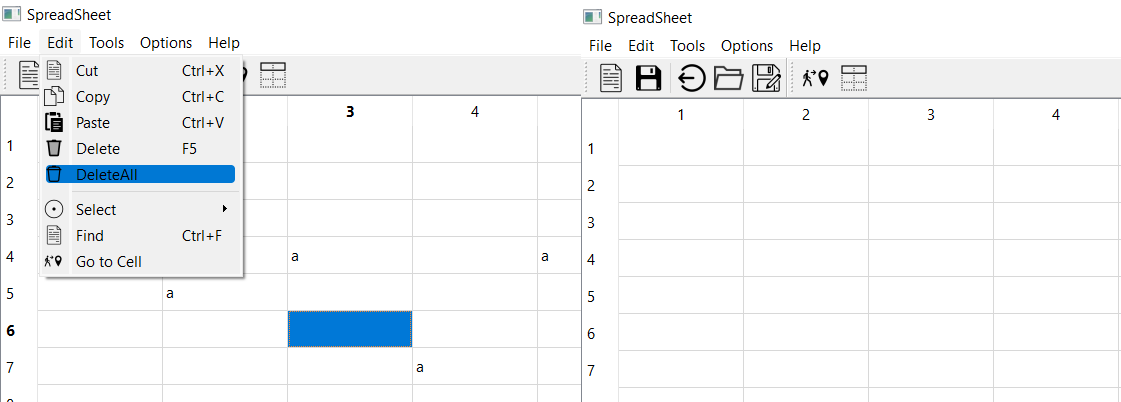 SpreadSheet
File Edit Tools Options Help
Cut Ctrl+X
Copy Ctrl+C
Paste Ctrl+V
Delete F5
DeleteAll
Select
Find Ctrl+F
Go to Cell
3 4
1
2
3
4 a a
5 a
6
7 a
SpreadSheet
File Edit Tools Options Help
1 2 3 4
1
2
3
4
5
6
7